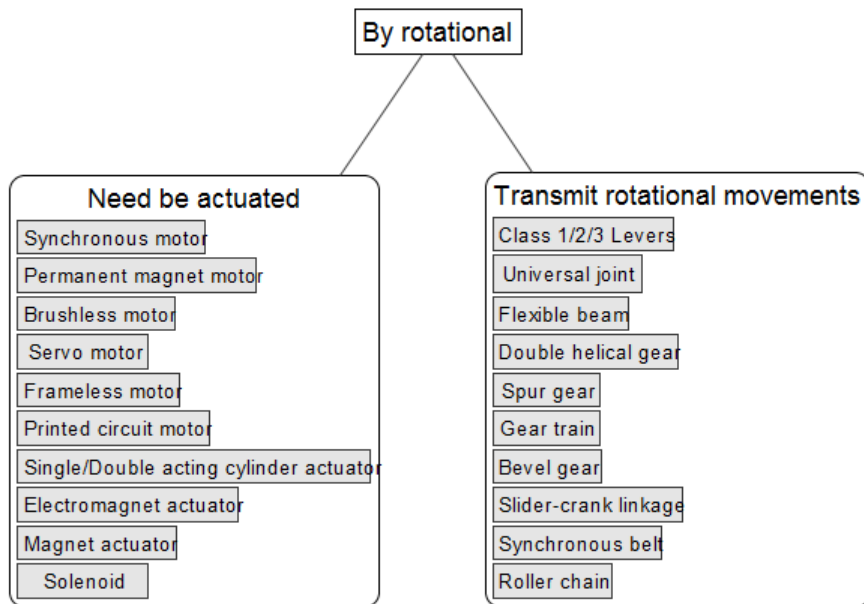 By rotational
Need be actuated
Synchronous motor
Permanent magnet motor
Brushless motor
Servo motor
Frameless motor
Printed circuit motor
Single/Double acting cylinder actuator
Electromagnet actuator
Magnet actuator
Solenoid
Transmit rotational movements
Class 1/2/3 Levers
Universal joint
Flexible beam
Double helical gear
Spur gear
Gear train
Bevel gear
Slider-crank linkage
Synchronous belt
Roller chain